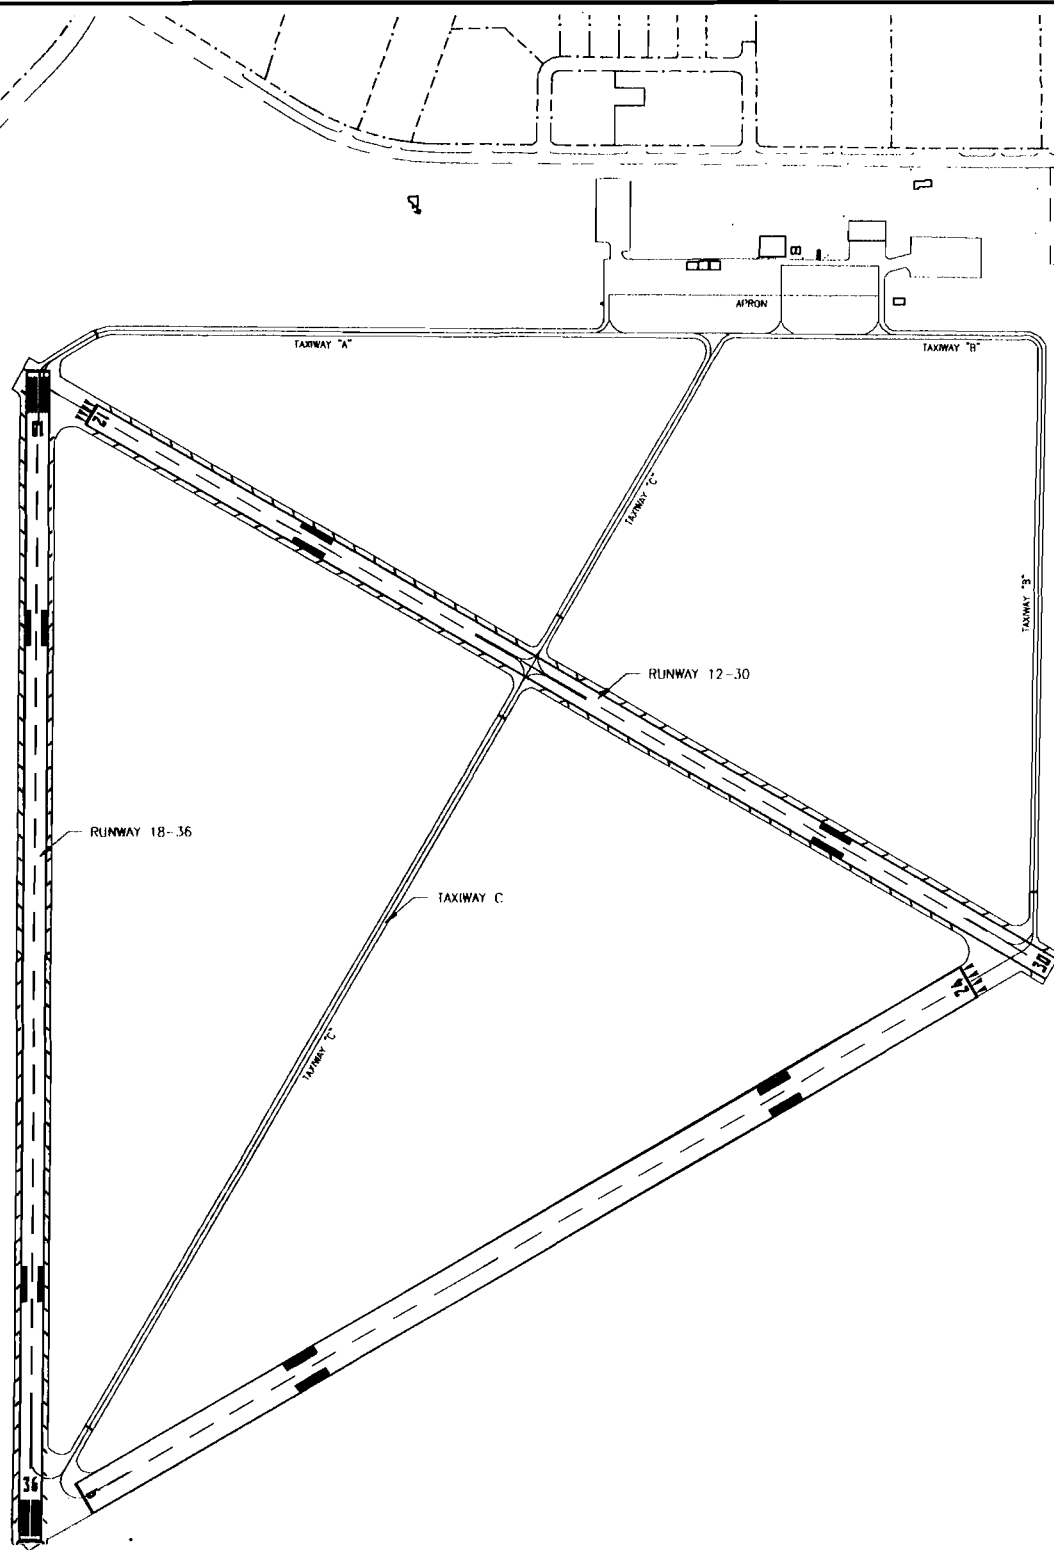 APRON
TAXIWAY "A"
TAXIWAY "B"
12
TAXIWAY "C"
TAXIWAY "B"
RUNWAY 12-30
RUNWAY 18-36
TAXIWAY C
30
24
TAXIWAY "C"
36